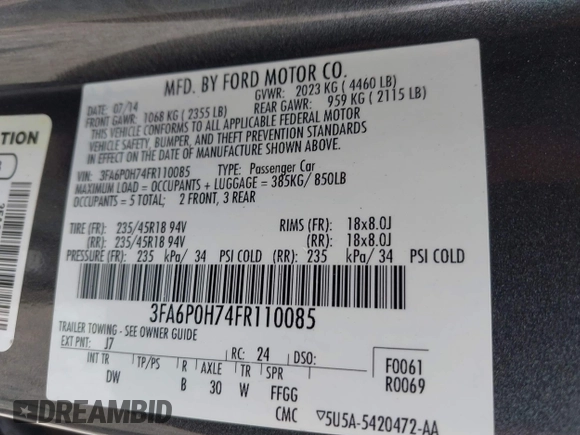 MFD. BY FORD MOTOR CO.
DATE: 07/14 GVWR: 2023 KG ( 4460 LB)
FRONT GAWR: 1068 KG ( 2355 LB) REAR GAWR: 959 KG ( 2115 LB)
THIS VEHICLE CONFORMS TO ALL APPLICABLE FEDERAL MOTOR
VEHICLE SAFETY, BUMPER, AND THEFT PREVENTION STANDARDS
IN EFFECT ON THE DATE OF MANUFACTURE SHOWN ABOVE.
VIN: 3FA6P0H74FR110085 TYPE: Passenger Car
MAXIMUM LOAD = OCCUPANTS + LUGGAGE = 385KG/ 850LB
OCCUPANTS = 5 TOTAL; 2 FRONT, 3 REAR
TIRE (FR): 235/45R18 94V RIMS (FR): 18x8.0J
(RR): 235/45R18 94V (RR): 18x8.0J
PRESSURE (FR): 235 kPa/ 34 PSI COLD (RR): 235 kPa/ 34 PSI COLD
3FA6P0H74FR110085
TRAILER TOWING - SEE OWNER GUIDE
EXT PNT: J7 RC: 24 DSO: F0061
INT TR TP/PS R AXLE TR SPR R0069
DW B 30 W FFGG
CMC ▽5U5A-5420472-AA
DREAMBID